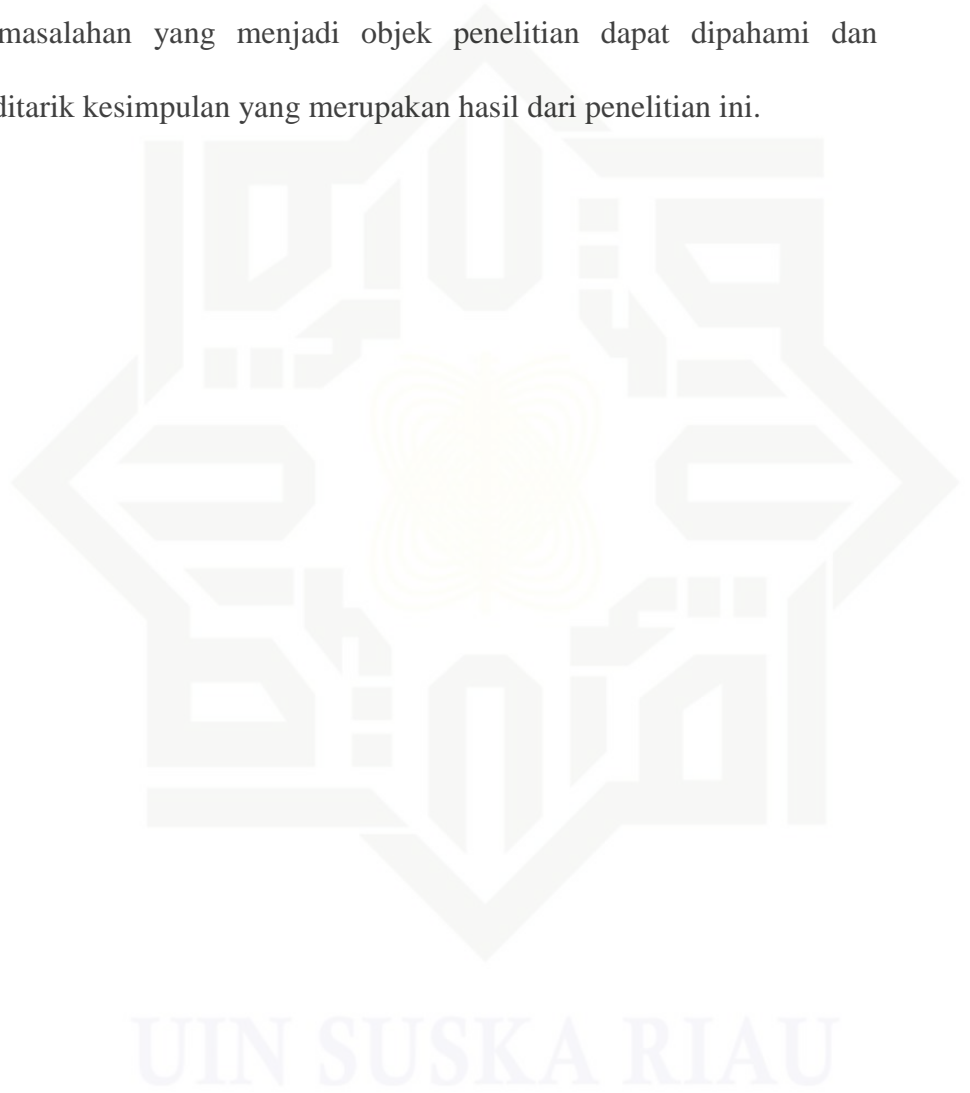 masalahan yang menjadi objek penelitian dapat dipahami dan
ditarik kesimpulan yang merupakan hasil dari penelitian ini.
UIN SUSKA RIAU